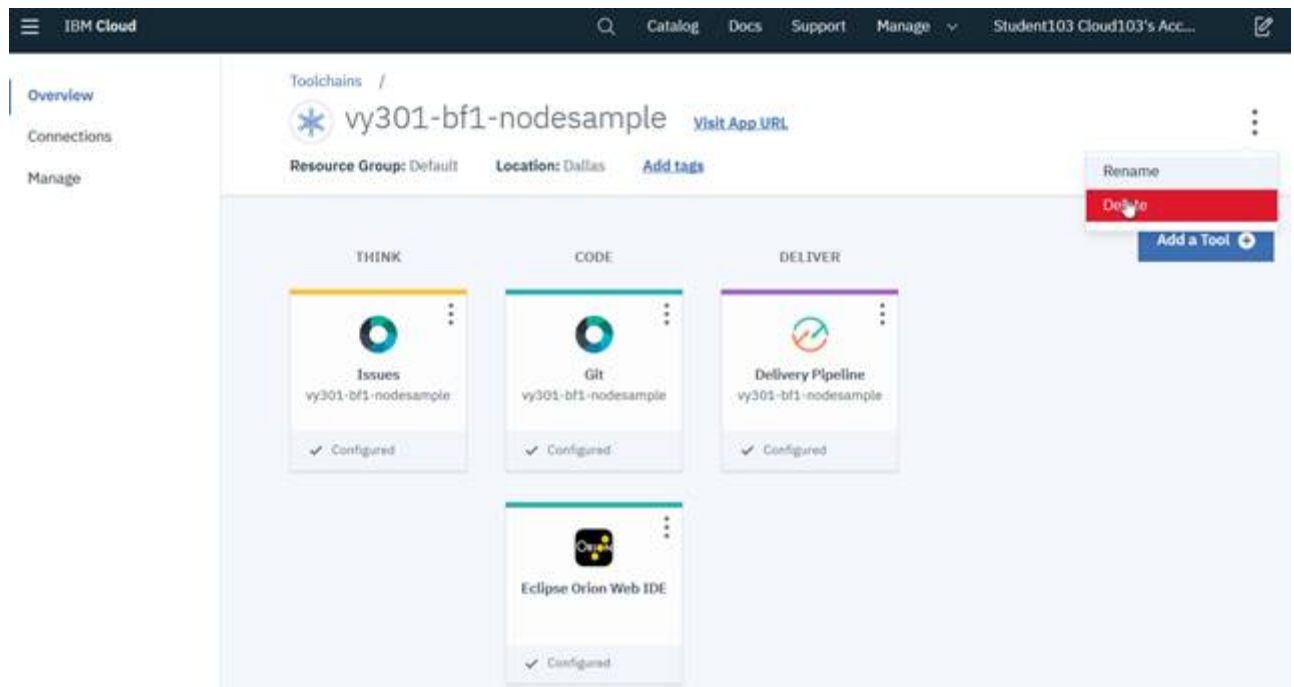 IBM Cloud Catalog Docs Support Manage Student103 Cloud103's Acc...
Overview
Connections
Manage
Toolchains /
vy301-bf1-nodesample Visit App URL
Resource Group: Default Location: Dallas Add tags
Rename
Delete
Add a Tool
THINK CODE DELIVER
Issues Git Delivery Pipeline
vy301-bf1-nodesample vy301-bf1-nodesample vy301-bf1-nodesample
Configured Configured Configured
ORION
Eclipse Orion Web IDE
Configured